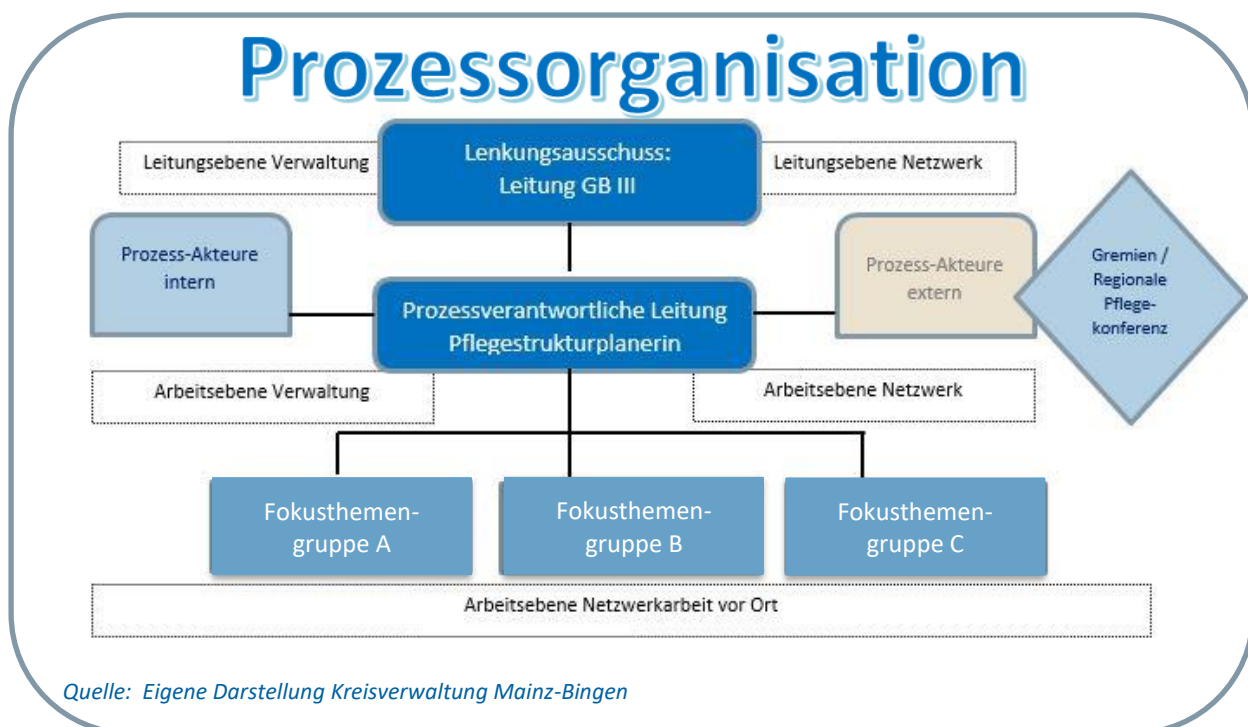 Prozessorganisation
Leitungsebene Verwaltung
Lenkungsausschuss:
Leitung GB III
Leitungsebene Netzwerk
Prozess-Akteure
intern
Prozess-Akteure
extern
Gremien /
Regionale
Pflege-
konferenz
Prozessverantwortliche Leitung
Pflegestrukturplanerin
Arbeitsebene Verwaltung
Arbeitsebene Netzwerk
Fokusthemen-
gruppe A
Fokusthemen-
gruppe B
Fokusthemen-
gruppe C
Arbeitsebene Netzwerkarbeit vor Ort
Quelle: Eigene Darstellung Kreisverwaltung Mainz-Bingen